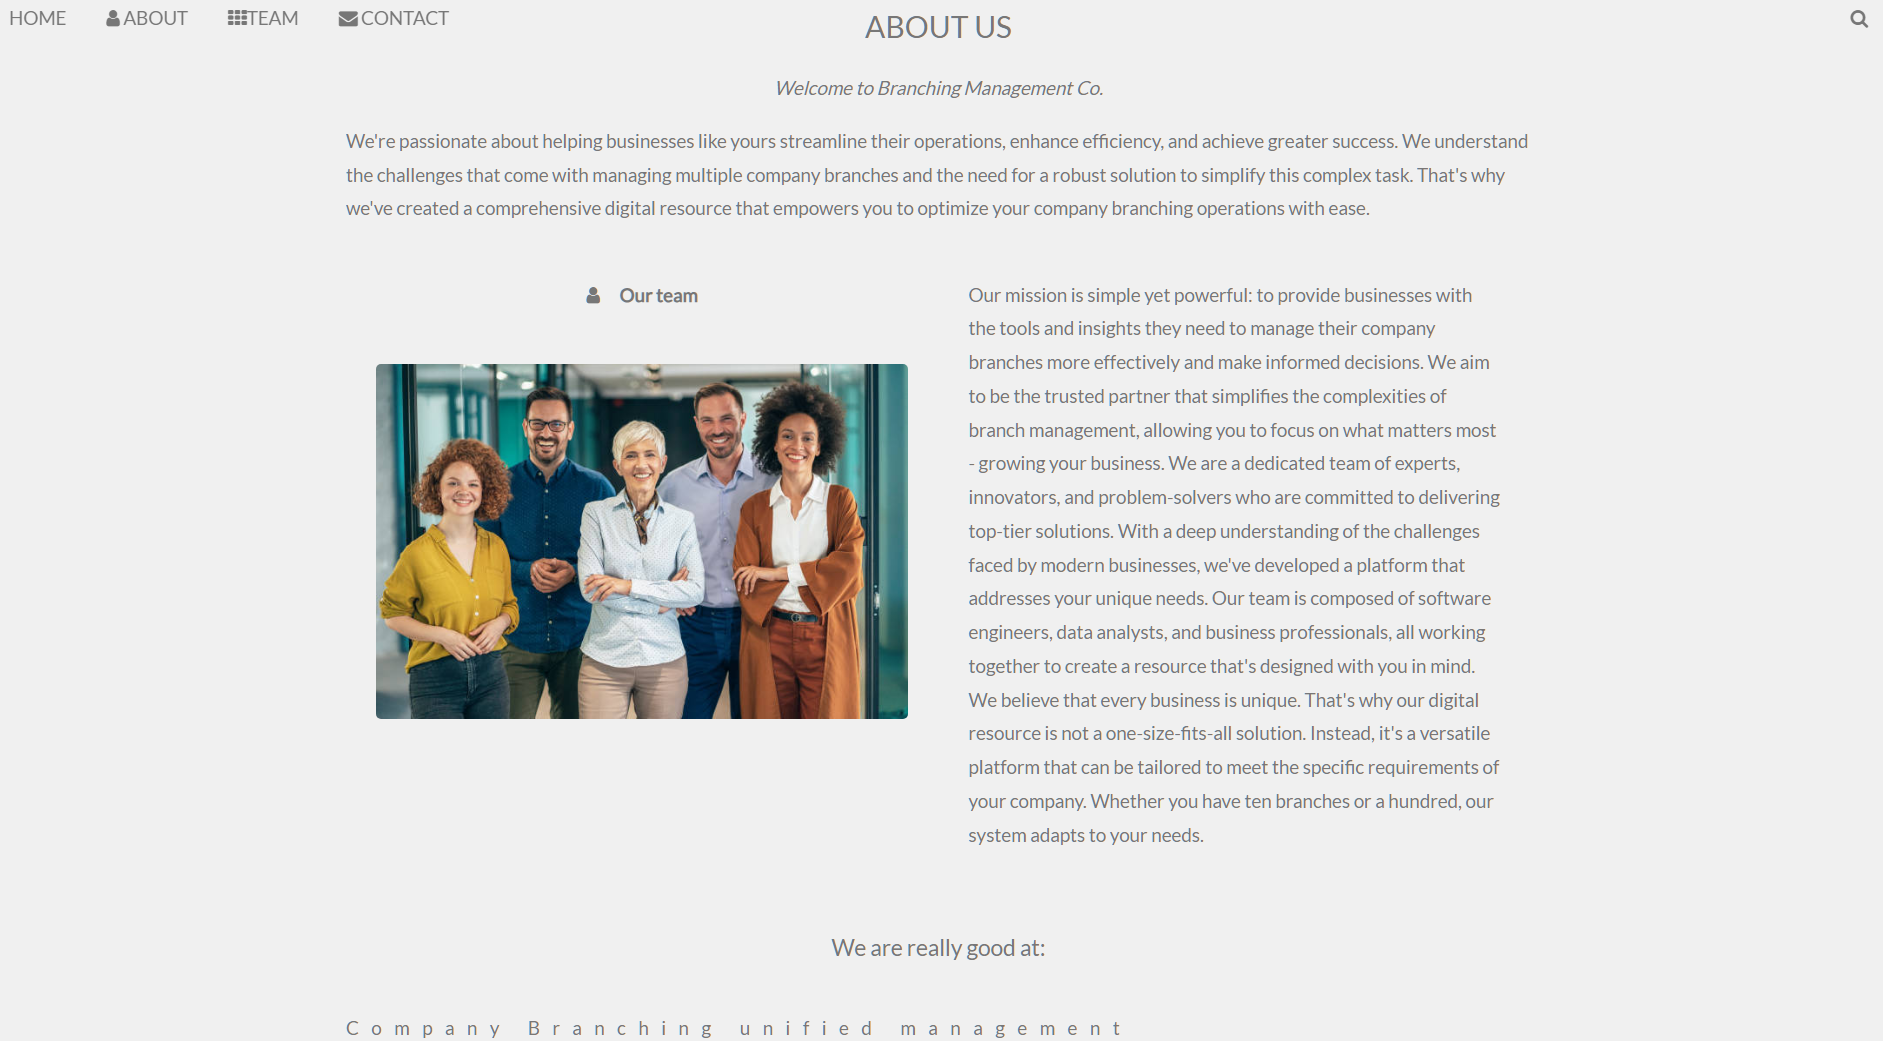 HOME ABOUT TEAM CONTACT
ABOUT US
Welcome to Branching Management Co.
We're passionate about helping businesses like yours streamline their operations, enhance efficiency, and achieve greater success. We understand
the challenges that come with managing multiple company branches and the need for a robust solution to simplify this complex task. That's why
we've created a comprehensive digital resource that empowers you to optimize your company branching operations with ease.
Our team
Our mission is simple yet powerful: to provide businesses with
the tools and insights they need to manage their company
branches more effectively and make informed decisions. We aim
to be the trusted partner that simplifies the complexities of
branch management, allowing you to focus on what matters most
- growing your business. We are a dedicated team of experts,
innovators, and problem-solvers who are committed to delivering
top-tier solutions. With a deep understanding of the challenges
faced by modern businesses, we've developed a platform that
addresses your unique needs. Our team is composed of software
engineers, data analysts, and business professionals, all working
together to create a resource that's designed with you in mind.
We believe that every business is unique. That's why our digital
resource is not a one-size-fits-all solution. Instead, it's a versatile
platform that can be tailored to meet the specific requirements of
your company. Whether you have ten branches or a hundred, our
system adapts to your needs.
We are really good at:
Company Branching unified management